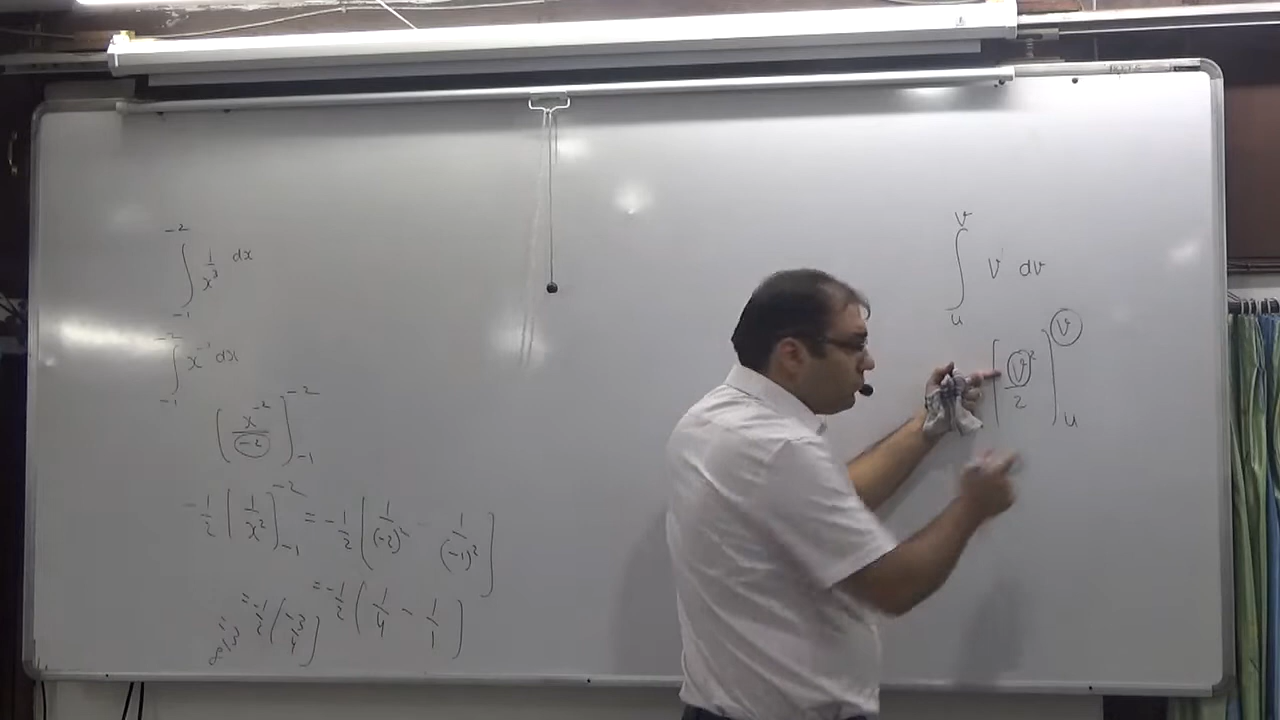 ∫_{-1}^{-2} 1/x³ dx
∫_{-1}^{-2} x⁻ dx
[x⁻²/-2]_{-1}^{-2}
-1/2 [1/x²]_{-1}^{-2} = -1/2 [1/(-2)² - 1/(-1)²]
= -1/2 [-3/4] = -1/2 [1/4 - 1/1]
= 3/8
∫_{u}^{v} v¹ dv
[v²/2]_{u}^{v}